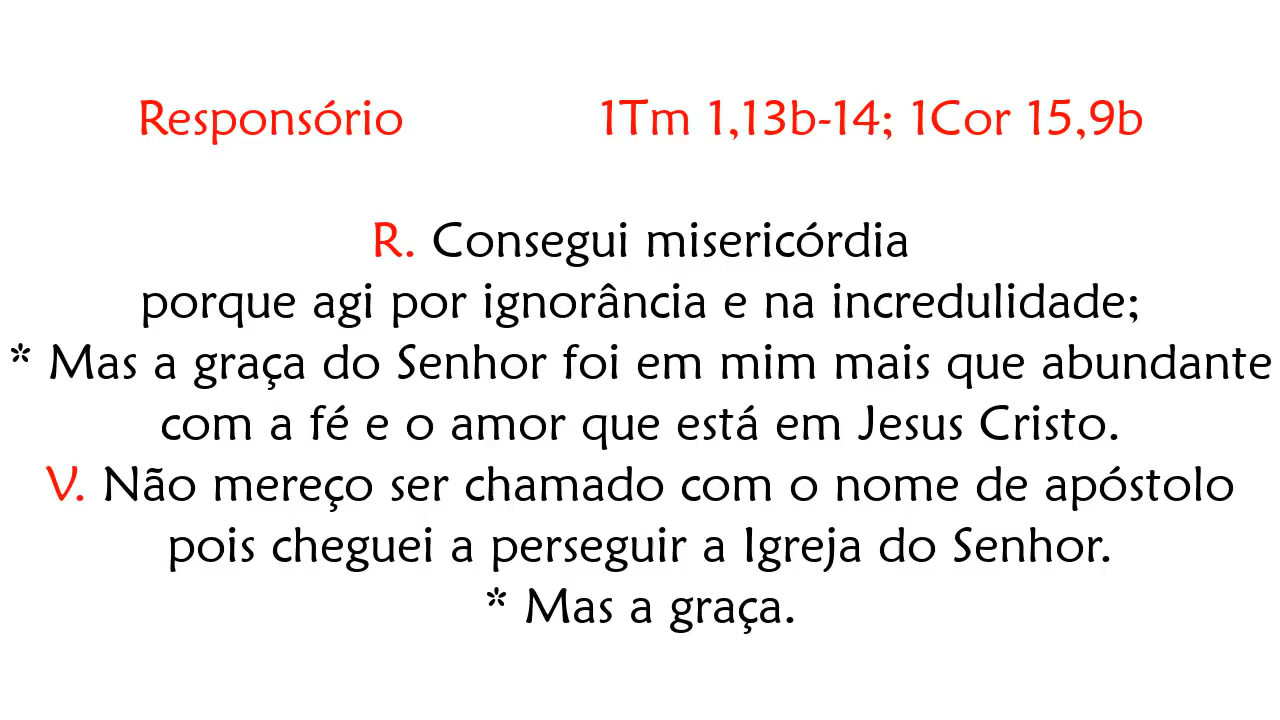 Responsório 1Tm 1,13b-14; 1Cor 15,9b
R. Consegui misericórdia
porque agi por ignorância e na incredulidade;
* Mas a graça do Senhor foi em mim mais que abundante
com a fé e o amor que está em Jesus Cristo.
V. Não mereço ser chamado com o nome de apóstolo
pois cheguei a perseguir a Igreja do Senhor.
* Mas a graça.